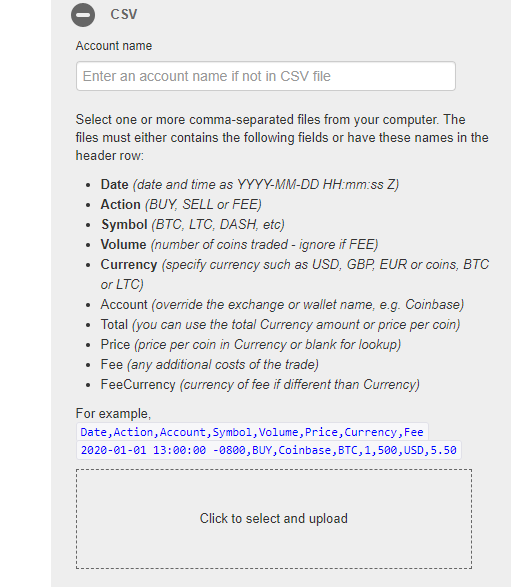 CSV
Account name
Enter an account name if not in CSV file
Select one or more comma-separated files from your computer. The
files must either contains the following fields or have these names in the
header row:
• Date (date and time as YYYY-MM-DD HH:mm:ss Z)
• Action (BUY, SELL or FEE)
• Symbol (BTC, LTC, DASH, etc)
• Volume (number of coins traded - ignore if FEE)
• Currency (specify currency such as USD, GBP, EUR or coins, BTC
or LTC)
• Account (override the exchange or wallet name, e.g. Coinbase)
• Total (you can use the total Currency amount or price per coin)
• Price (price per coin in Currency or blank for lookup)
• Fee (any additional costs of the trade)
• FeeCurrency (currency of fee if different than Currency)
For example,
Date,Action,Account,Symbol,Volume,Price,Currency,Fee
2020-01-01 13:00:00 -0800,BUY,Coinbase,BTC,1,500,USD,5.50
Click to select and upload